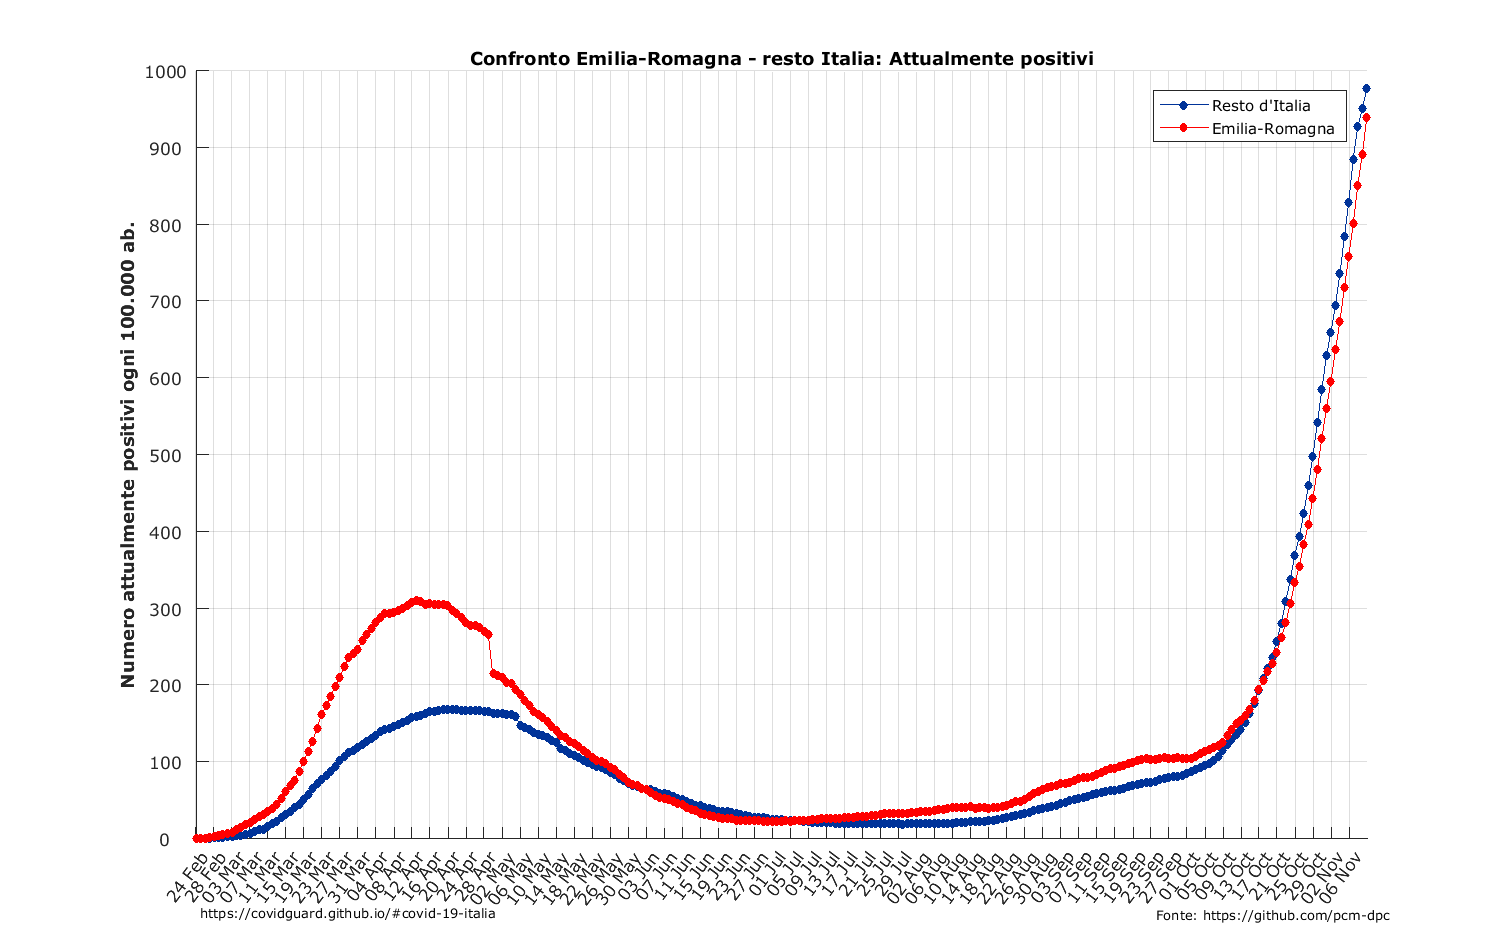 Confronto Emilia-Romagna - resto Italia: Attualmente positivi
Resto d'Italia
Emilia-Romagna
Numero attualmente positivi ogni 100.000 ab.
1000
900
800
700
600
500
400
300
200
100
0
24 Feb
28 Feb
03 Mar
07 Mar
11 Mar
15 Mar
19 Mar
23 Mar
27 Mar
31 Mar
04 Apr
08 Apr
12 Apr
16 Apr
20 Apr
24 Apr
28 Apr
02 May
06 May
10 May
14 May
18 May
22 May
26 May
30 May
03 Jun
07 Jun
11 Jun
15 Jun
19 Jun
23 Jun
27 Jun
01 Jul
05 Jul
09 Jul
13 Jul
17 Jul
21 Jul
25 Jul
29 Jul
02 Aug
06 Aug
10 Aug
14 Aug
18 Aug
22 Aug
26 Aug
30 Aug
03 Sep
07 Sep
11 Sep
15 Sep
19 Sep
23 Sep
27 Sep
01 Oct
05 Oct
09 Oct
13 Oct
17 Oct
21 Oct
25 Oct
29 Oct
02 Nov
06 Nov
https://covidguard.github.io/#covid-19-italia
Fonte: https://github.com/pcm-dpc